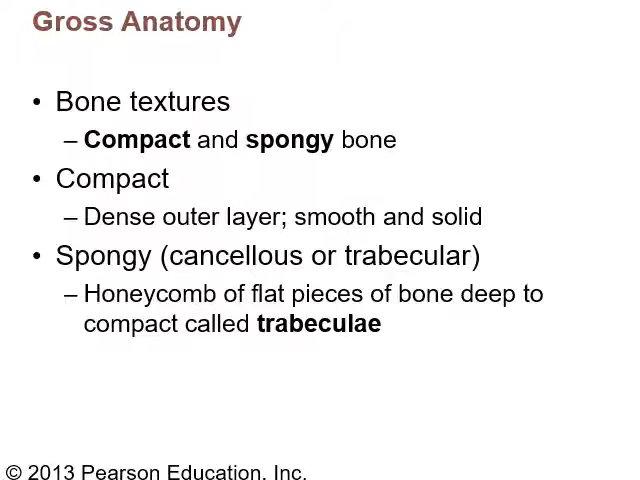 Gross Anatomy
• Bone textures
– Compact and spongy bone
• Compact
– Dense outer layer; smooth and solid
• Spongy (cancellous or trabecular)
– Honeycomb of flat pieces of bone deep to
compact called trabeculae
© 2013 Pearson Education, Inc.